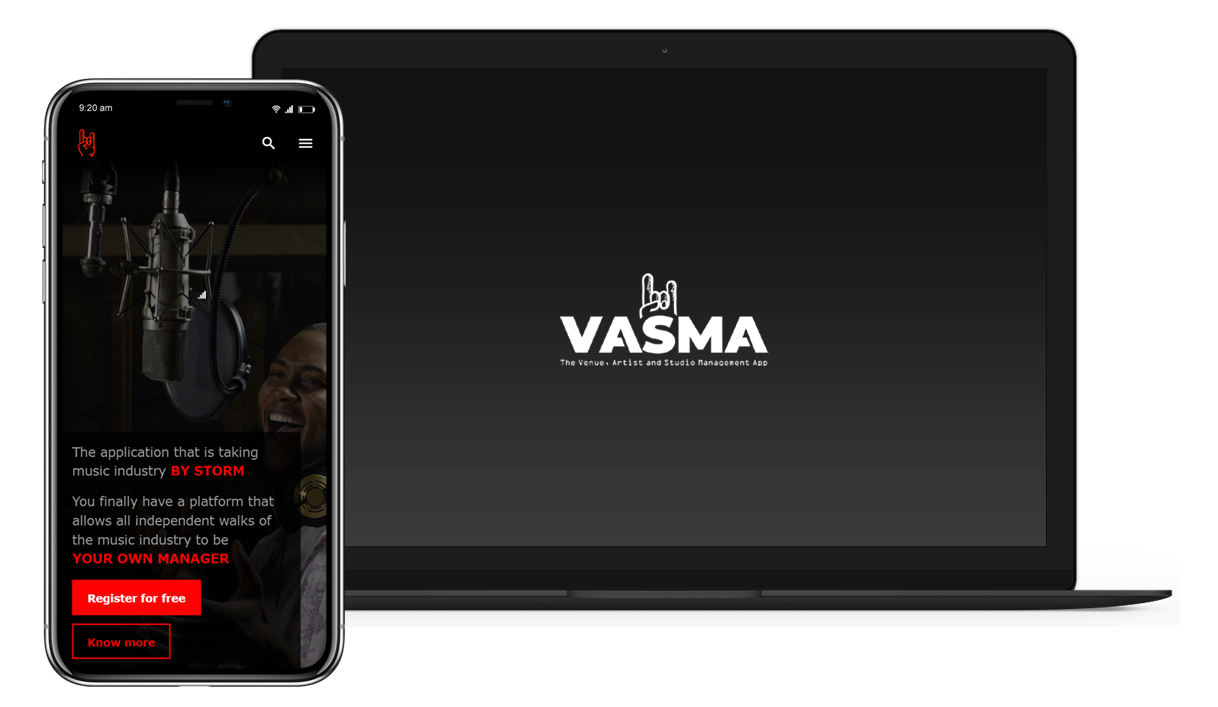 9:20 am
The application that is taking
music industry BY STORM
You finally have a platform that
allows all independent walks of
the music industry to be
YOUR OWN MANAGER
Register for free
Know more
VASMA
The Venue, Artist and Studio Management App